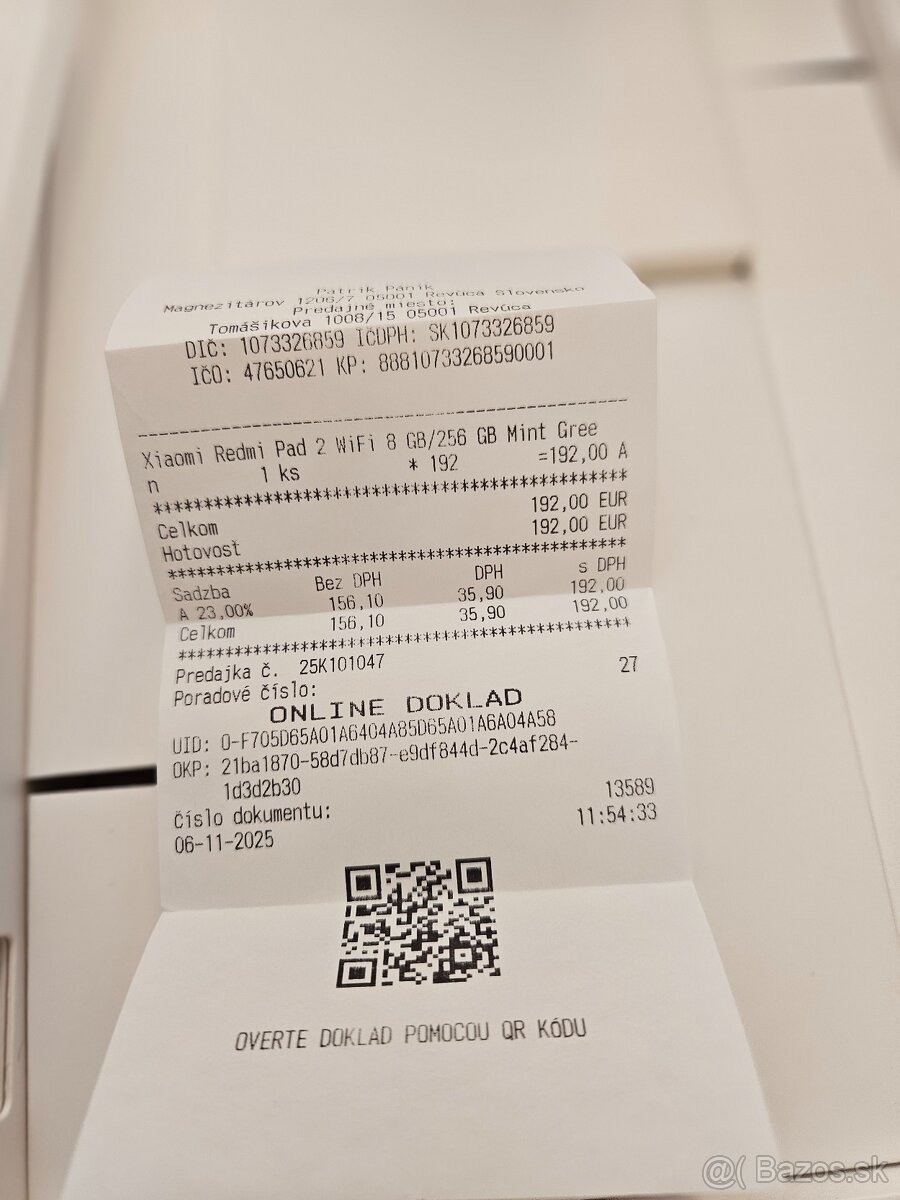 Patrik Pánik
Magnezitárov 1206/7 05001 Revúca Slovensko
Predajné miesto:
Tomášikova 1008/15 05001 Revúca
DIČ: 1073326859 IČDPH: SK1073326859
IČO: 47650621 KP: 88810733268590001
Xiaomi Redmi Pad 2 WiFi 8 GB/256 GB Mint Gree
n 1 ks * 192 =192,00 A
*********************************************
Celkom 192,00 EUR
Hotovosť 192,00 EUR
*********************************************
Sadzba Bez DPH DPH s DPH
A 23,00% 156,10 35,90 192,00
Celkom 156,10 35,90 192,00
*********************************************
Predajka č. 25K101047
Poradové číslo: 27
ONLINE DOKLAD
UID: O-F705D65A01A6404A85D65A01A6A04A58
OKP: 21ba1870-58d7db87-e9df844d-2c4af284-
1d3d2b30
Číslo dokumentu: 13589
06-11-2025 11:54:33
OVERTE DOKLAD POMOCOU QR KÓDU
@( Bazos.sk